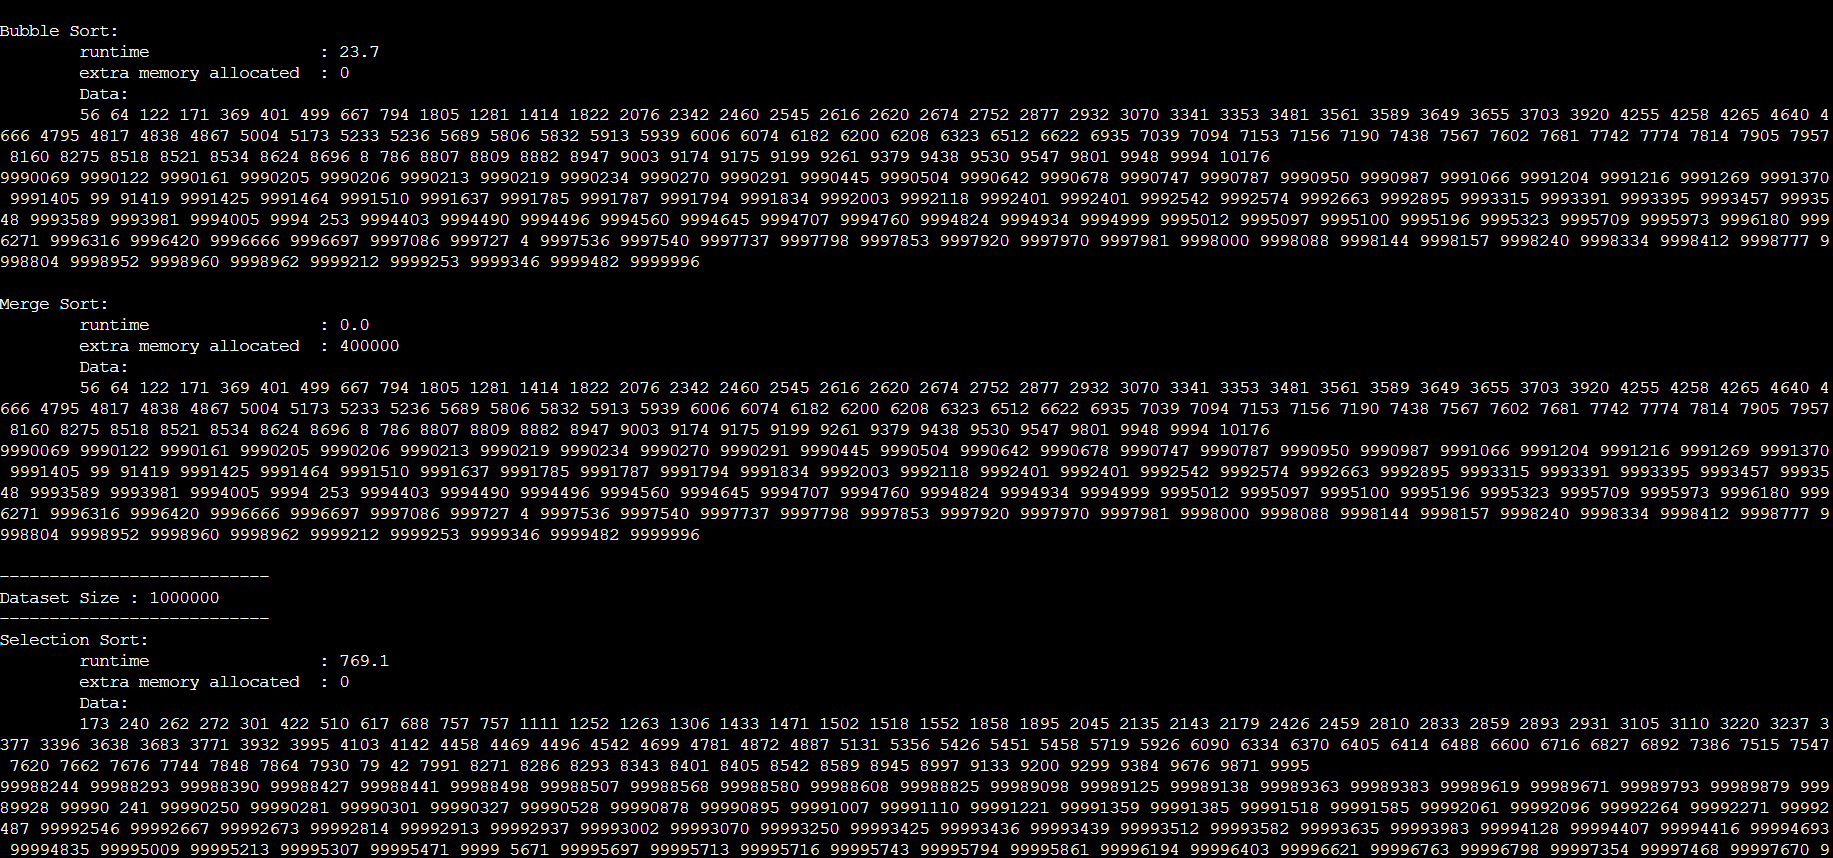 Bubble Sort:
runtime : 23.7
extra memory allocated : 0
Data:
56 64 122 171 369 401 499 667 794 1805 1281 1414 1822 2076 2342 2460 2545 2616 2620 2674 2752 2877 2932 3070 3341 3353 3481 3561 3589 3649 3655 3703 3920 4255 4258 4265 4640 4
666 4795 4817 4838 4867 5004 5173 5233 5236 5689 5806 5832 5913 5939 6006 6074 6182 6200 6208 6323 6512 6622 6935 7039 7094 7153 7156 7190 7438 7567 7602 7681 7742 7774 7814 7905 7957
8160 8275 8518 8521 8534 8624 8696 8 786 8807 8809 8882 8947 9003 9174 9175 9199 9261 9379 9438 9530 9547 9801 9948 9994 10176
9990069 9990122 9990161 9990205 9990206 9990213 9990219 9990234 9990270 9990291 9990445 9990504 9990642 9990678 9990747 9990787 9990950 9990987 9991066 9991204 9991216 9991269 9991370
9991405 99 91419 9991425 9991464 9991510 9991637 9991785 9991787 9991794 9991834 9992003 9992118 9992401 9992401 9992542 9992574 9992663 9992895 9993315 9993391 9993395 9993457 99935
48 9993589 9993981 9994005 9994 253 9994403 9994490 9994496 9994560 9994645 9994707 9994760 9994824 9994934 9994999 9995012 9995097 9995100 9995196 9995323 9995709 9995973 9996180 999
6271 9996316 9996420 9996666 9996697 9997086 999727 4 9997536 9997540 9997737 9997798 9997853 9997920 9997970 9997981 9998000 9998088 9998144 9998157 9998240 9998334 9998412 9998777 9
998804 9998952 9998960 9998962 9999212 9999253 9999346 9999482 9999996
Merge Sort:
runtime : 0.0
extra memory allocated : 400000
Data:
56 64 122 171 369 401 499 667 794 1805 1281 1414 1822 2076 2342 2460 2545 2616 2620 2674 2752 2877 2932 3070 3341 3353 3481 3561 3589 3649 3655 3703 3920 4255 4258 4265 4640 4
666 4795 4817 4838 4867 5004 5173 5233 5236 5689 5806 5832 5913 5939 6006 6074 6182 6200 6208 6323 6512 6622 6935 7039 7094 7153 7156 7190 7438 7567 7602 7681 7742 7774 7814 7905 7957
8160 8275 8518 8521 8534 8624 8696 8 786 8807 8809 8882 8947 9003 9174 9175 9199 9261 9379 9438 9530 9547 9801 9948 9994 10176
9990069 9990122 9990161 9990205 9990206 9990213 9990219 9990234 9990270 9990291 9990445 9990504 9990642 9990678 9990747 9990787 9990950 9990987 9991066 9991204 9991216 9991269 9991370
9991405 99 91419 9991425 9991464 9991510 9991637 9991785 9991787 9991794 9991834 9992003 9992118 9992401 9992401 9992542 9992574 9992663 9992895 9993315 9993391 9993395 9993457 99935
48 9993589 9993981 9994005 9994 253 9994403 9994490 9994496 9994560 9994645 9994707 9994760 9994824 9994934 9994999 9995012 9995097 9995100 9995196 9995323 9995709 9995973 9996180 999
6271 9996316 9996420 9996666 9996697 9997086 999727 4 9997536 9997540 9997737 9997798 9997853 9997920 9997970 9997981 9998000 9998088 9998144 9998157 9998240 9998334 9998412 9998777 9
998804 9998952 9998960 9998962 9999212 9999253 9999346 9999482 9999996
---------------------------
Dataset Size : 1000000
---------------------------
Selection Sort:
runtime : 769.1
extra memory allocated : 0
Data:
173 240 262 272 301 422 510 617 688 757 757 1111 1252 1263 1306 1433 1471 1502 1518 1552 1858 1895 2045 2135 2143 2179 2426 2459 2810 2833 2859 2893 2931 3105 3110 3220 3237 3
377 3396 3638 3683 3771 3932 3995 4103 4142 4458 4469 4496 4542 4699 4781 4872 4887 5131 5356 5426 5451 5458 5719 5926 6090 6334 6370 6405 6414 6488 6600 6716 6827 6892 7386 7515 7547
7620 7662 7676 7744 7848 7864 7930 79 42 7991 8271 8286 8293 8343 8401 8405 8542 8589 8945 8997 9133 9200 9299 9384 9676 9871 9995
99988244 99988293 99988390 99988427 99988441 99988498 99988507 99988568 99988580 99988608 99988825 99989098 99989125 99989138 99989363 99989383 99989619 99989671 99989793 99989879 999
89928 99990 241 99990250 99990281 99990301 99990327 99990528 99990878 99990895 99991007 99991110 99991221 99991359 99991385 99991518 99991585 99992061 99992096 99992264 99992271 99992
487 99992546 99992667 99992673 99992814 99992913 99992937 99993002 99993070 99993250 99993425 99993436 99993439 99993512 99993582 99993635 99993983 99994128 99994407 99994416 99994693
99994835 99995009 99995213 99995307 99995471 9999 5671 99995697 99995713 99995716 99995743 99995794 99995861 99996194 99996403 99996621 99996763 99996798 99997354 99997468 99997670 9